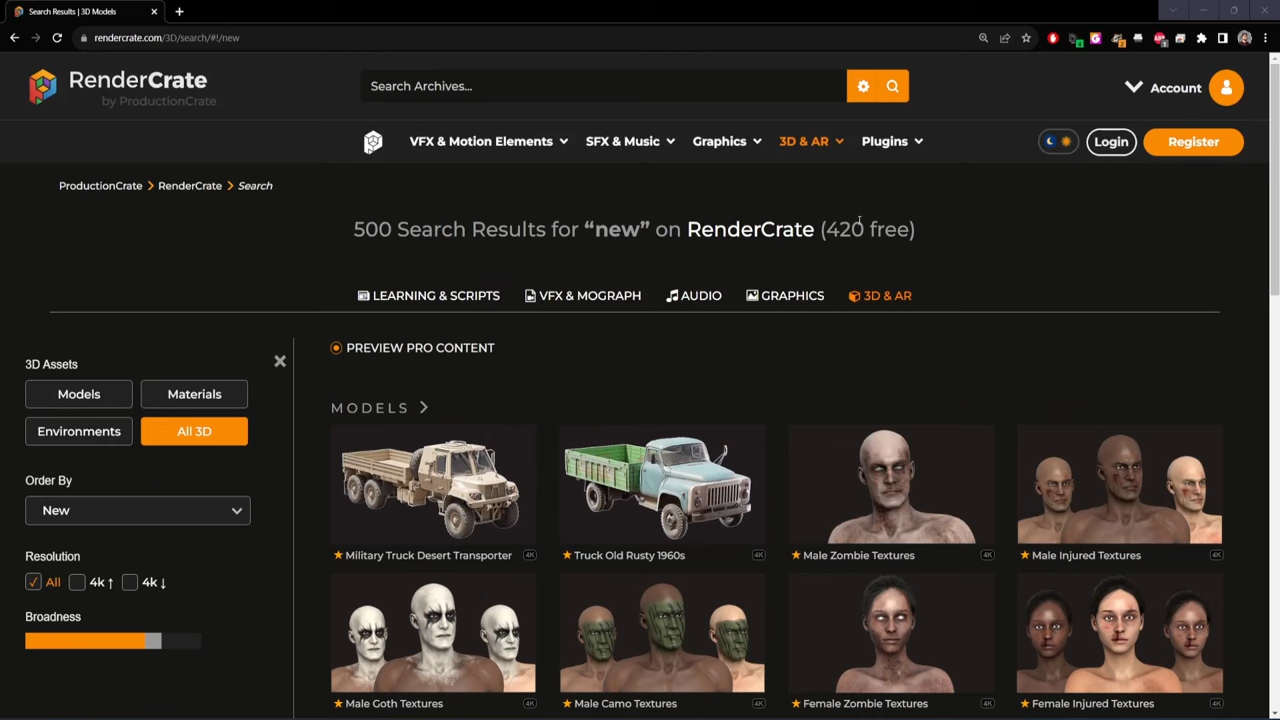 Search Results | 3D Models
rendercrate.com/3D/search/#!/new
RenderCrate
by ProductionCrate
Search Archives...
Account
VFX & Motion Elements
SFX & Music
Graphics
3D & AR
Plugins
Login
Register
ProductionCrate
RenderCrate
Search
500 Search Results for “new” on RenderCrate (420 free)
LEARNING & SCRIPTS
VFX & MOGRAPH
AUDIO
GRAPHICS
3D & AR
3D Assets
Models
Materials
Environments
All 3D
Order By
New
Resolution
All
4k↑
4k↓
Broadness
PREVIEW PRO CONTENT
MODELS
Military Truck Desert Transporter 4K
Truck Old Rusty 1960s 4K
Male Zombie Textures 4K
Male Injured Textures 4K
Male Goth Textures 4K
Male Camo Textures 4K
Female Zombie Textures 4K
Female Injured Textures 4K